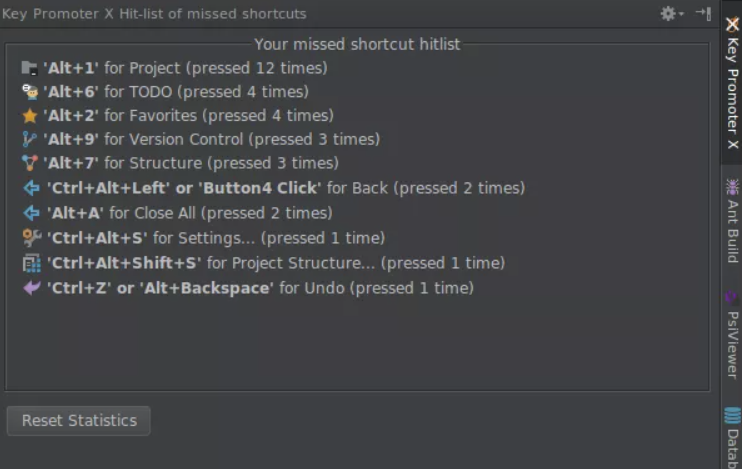 Key Promoter X Hit-list of missed shortcuts
Your missed shortcut hitlist
'Alt+1' for Project (pressed 12 times)
'Alt+6' for TODO (pressed 4 times)
'Alt+2' for Favorites (pressed 4 times)
'Alt+9' for Version Control (pressed 3 times)
'Alt+7' for Structure (pressed 3 times)
'Ctrl+Alt+Left' or 'Button4 Click' for Back (pressed 2 times)
'Alt+A' for Close All (pressed 2 times)
'Ctrl+Alt+S' for Settings... (pressed 1 time)
'Ctrl+Alt+Shift+S' for Project Structure... (pressed 1 time)
'Ctrl+Z' or 'Alt+Backspace' for Undo (pressed 1 time)
Reset Statistics
Key Promoter X
Ant Build
PsiViewer
Datab